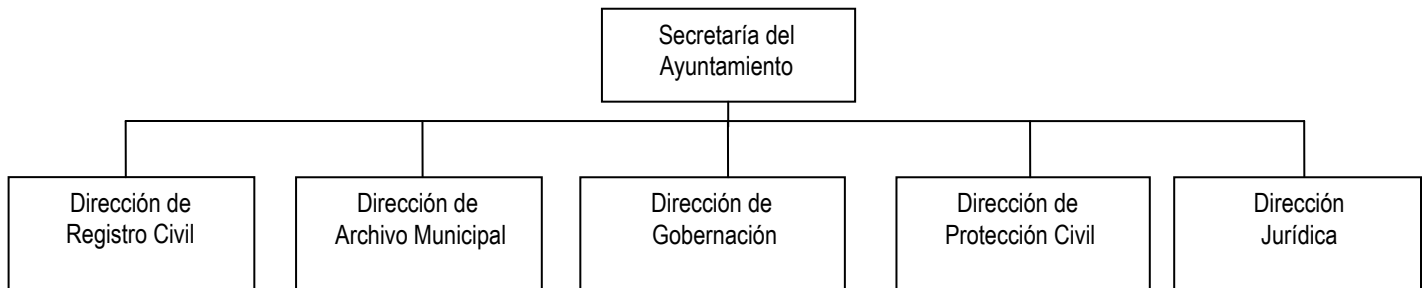 Secretaría del
Ayuntamiento
Dirección de
Registro Civil
Dirección de
Archivo Municipal
Dirección de
Gobernación
Dirección de
Protección Civil
Dirección
Jurídica